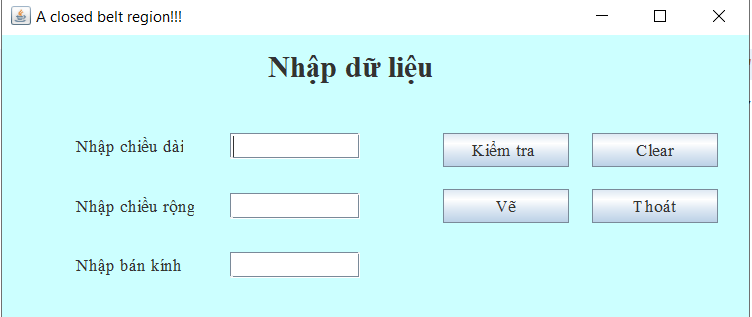 A closed belt region!!!
Nhập dữ liệu
Nhập chiều dài
Kiểm tra
Clear
Nhập chiều rộng
Vẽ
Thoát
Nhập bán kính